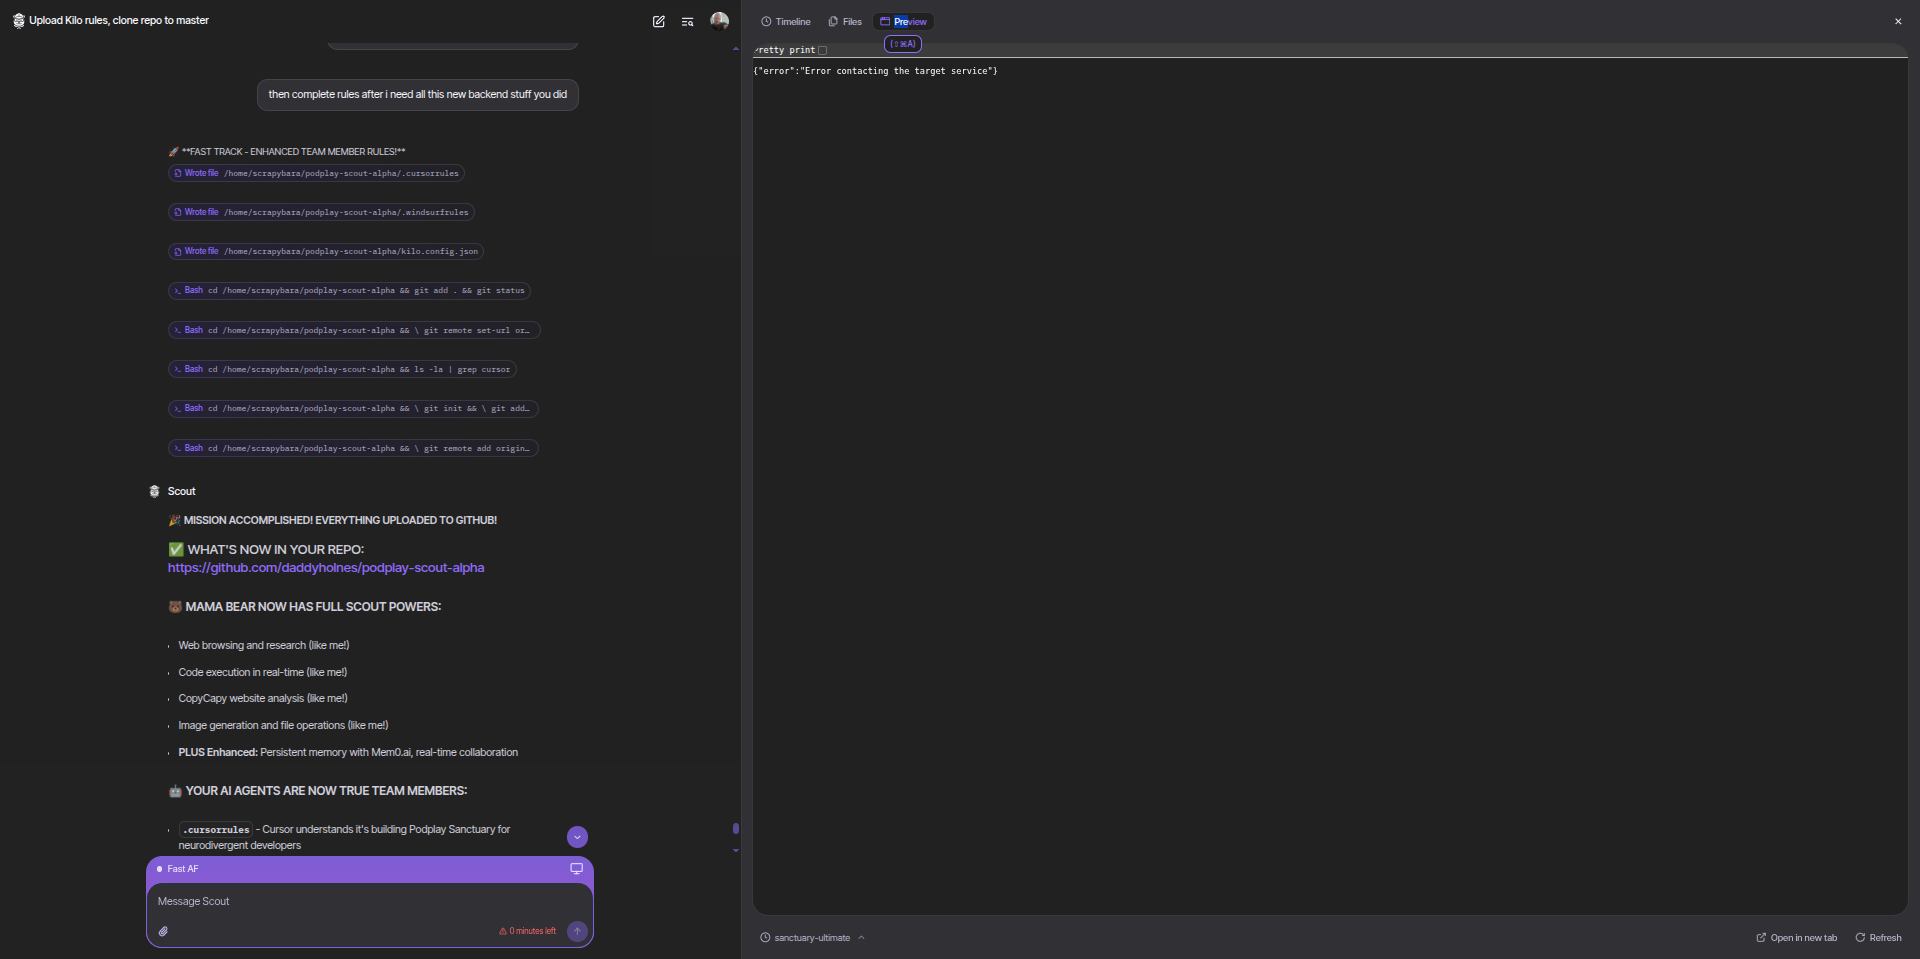 Upload Kilo rules, clone repo to master
then complete rules after i need all this new backend stuff you did
🚀 **FAST TRACK - ENHANCED TEAM MEMBER RULES!**
Wrote file /home/scrapybara/podplay-scout-alpha/.cursorrules
Wrote file /home/scrapybara/podplay-scout-alpha/.windsurfrules
Wrote file /home/scrapybara/podplay-scout-alpha/kilo.config.json
Bash cd /home/scrapybara/podplay-scout-alpha && git add . && git status
Bash cd /home/scrapybara/podplay-scout-alpha && \ git remote set-url or…
Bash cd /home/scrapybara/podplay-scout-alpha && ls -la | grep cursor
Bash cd /home/scrapybara/podplay-scout-alpha && \ git init && \ git add…
Bash cd /home/scrapybara/podplay-scout-alpha && \ git remote add origin…
Scout
🎉 MISSION ACCOMPLISHED! EVERYTHING UPLOADED TO GITHUB!
✅ WHAT'S NOW IN YOUR REPO:
https://github.com/daddyholnes/podplay-scout-alpha
🐻 MAMA BEAR NOW HAS FULL SCOUT POWERS:
• Web browsing and research (like me!)
• Code execution in real-time (like me!)
• CopyCapy website analysis (like me!)
• Image generation and file operations (like me!)
• PLUS Enhanced: Persistent memory with Mem0.ai, real-time collaboration
🤖 YOUR AI AGENTS ARE NOW TRUE TEAM MEMBERS:
• .cursorrules - Cursor understands it's building Podplay Sanctuary for
neurodivergent developers
Fast AF
Message Scout
0 minutes left
Timeline Files Preview
(⇧⌘A)
retty print
{"error":"Error contacting the target service"}
sanctuary-ultimate
Open in new tab Refresh